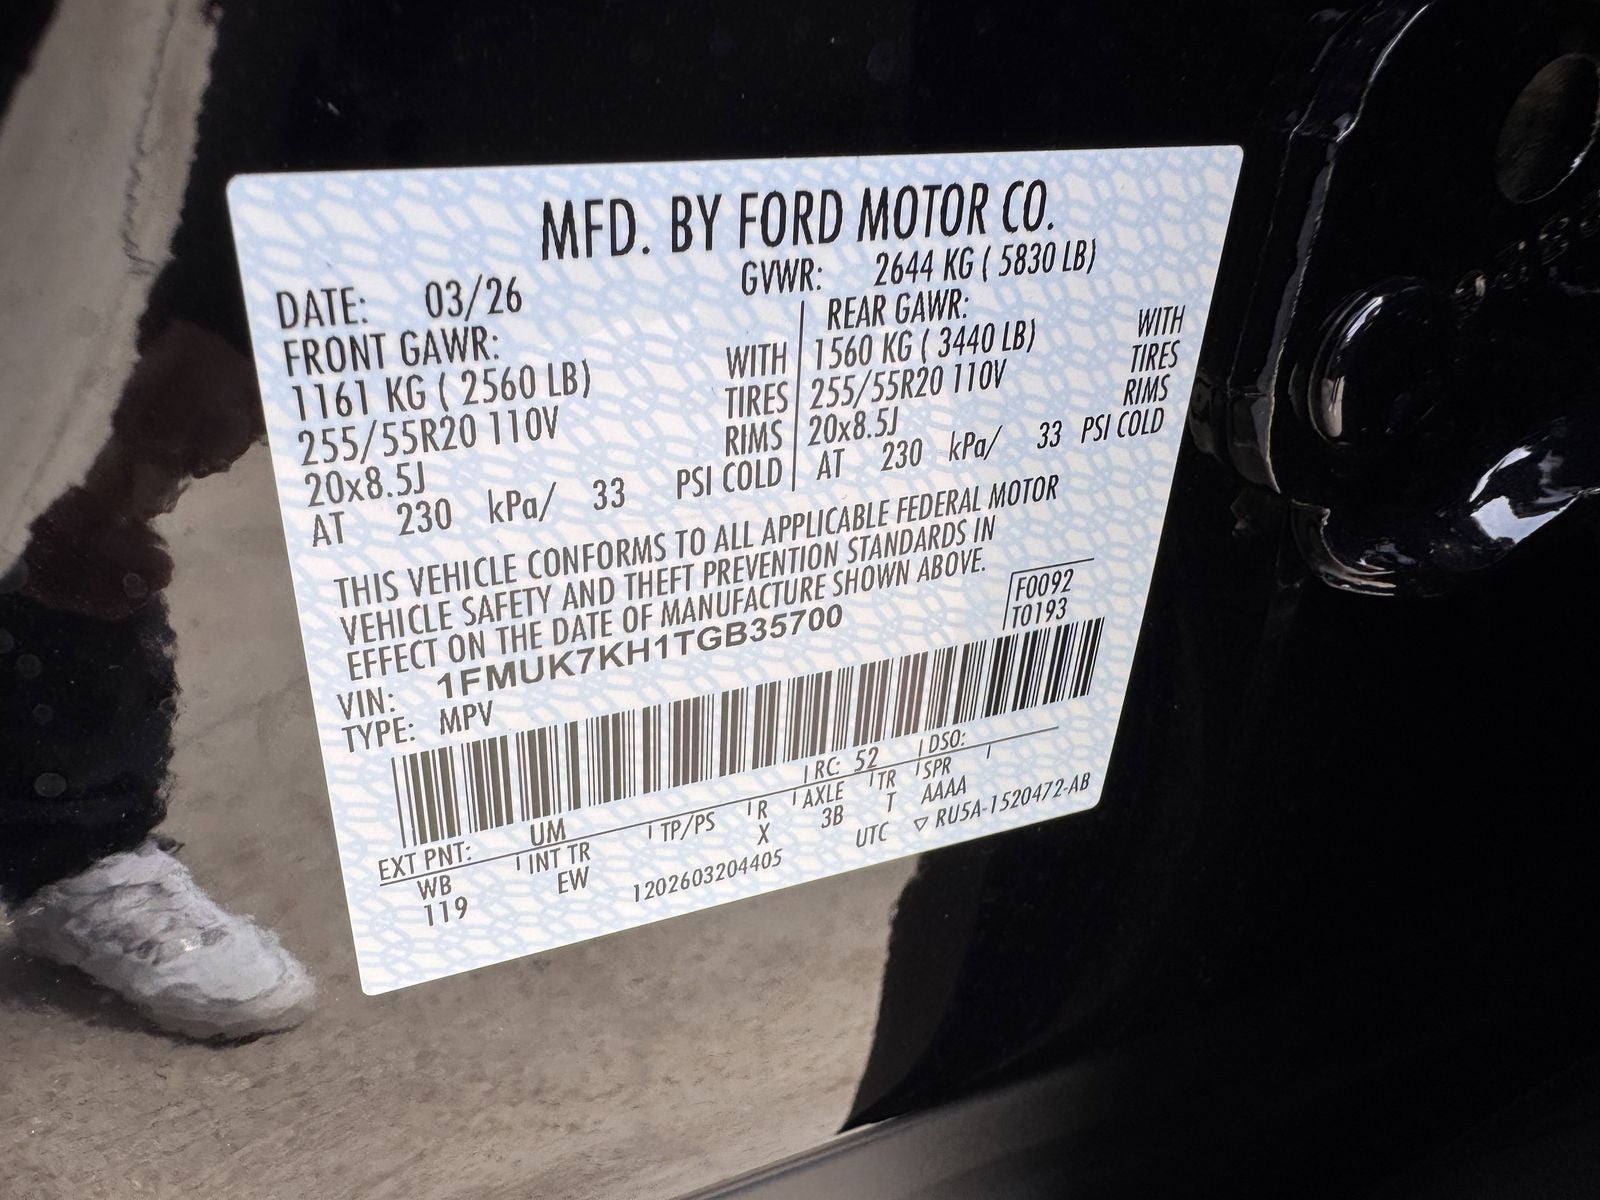 MFD. BY FORD MOTOR CO.
DATE: 03/26
GVWR: 2644 KG ( 5830 LB)
FRONT GAWR:
1161 KG ( 2560 LB) WITH
255/55R20 110V TIRES
20x8.5J RIMS
AT 230 kPa/ 33 PSI COLD
REAR GAWR:
1560 KG ( 3440 LB) WITH
255/55R20 110V TIRES
20x8.5J RIMS
AT 230 kPa/ 33 PSI COLD
THIS VEHICLE CONFORMS TO ALL APPLICABLE FEDERAL MOTOR
VEHICLE SAFETY AND THEFT PREVENTION STANDARDS IN
EFFECT ON THE DATE OF MANUFACTURE SHOWN ABOVE.
F0092
T0193
VIN: 1FMUK7KH1TGB35700
TYPE: MPV
EXT PNT: UM RC: 52 DSO:
WB INT TR TP/PS R AXLE TR SPR
119 EW X 3B T AAAA
1202603204405 UTC ▽ RU5A-1520472-AB